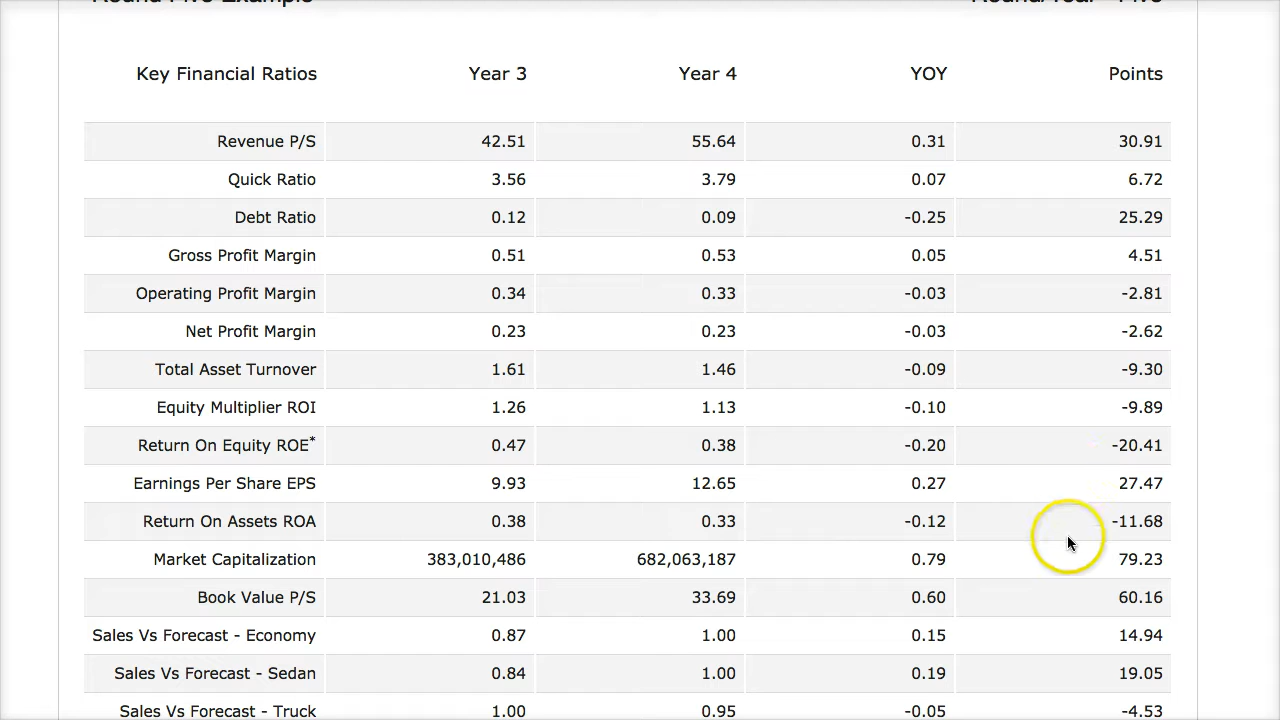 Round Five Example Round/Year - Five
Key Financial Ratios Year 3 Year 4 YOY Points
Revenue P/S 42.51 55.64 0.31 30.91
Quick Ratio 3.56 3.79 0.07 6.72
Debt Ratio 0.12 0.09 -0.25 25.29
Gross Profit Margin 0.51 0.53 0.05 4.51
Operating Profit Margin 0.34 0.33 -0.03 -2.81
Net Profit Margin 0.23 0.23 -0.03 -2.62
Total Asset Turnover 1.61 1.46 -0.09 -9.30
Equity Multiplier ROI 1.26 1.13 -0.10 -9.89
Return On Equity ROE* 0.47 0.38 -0.20 -20.41
Earnings Per Share EPS 9.93 12.65 0.27 27.47
Return On Assets ROA 0.38 0.33 -0.12 -11.68
Market Capitalization 383,010,486 682,063,187 0.79 79.23
Book Value P/S 21.03 33.69 0.60 60.16
Sales Vs Forecast - Economy 0.87 1.00 0.15 14.94
Sales Vs Forecast - Sedan 0.84 1.00 0.19 19.05
Sales Vs Forecast - Truck 1.00 0.95 -0.05 -4.53